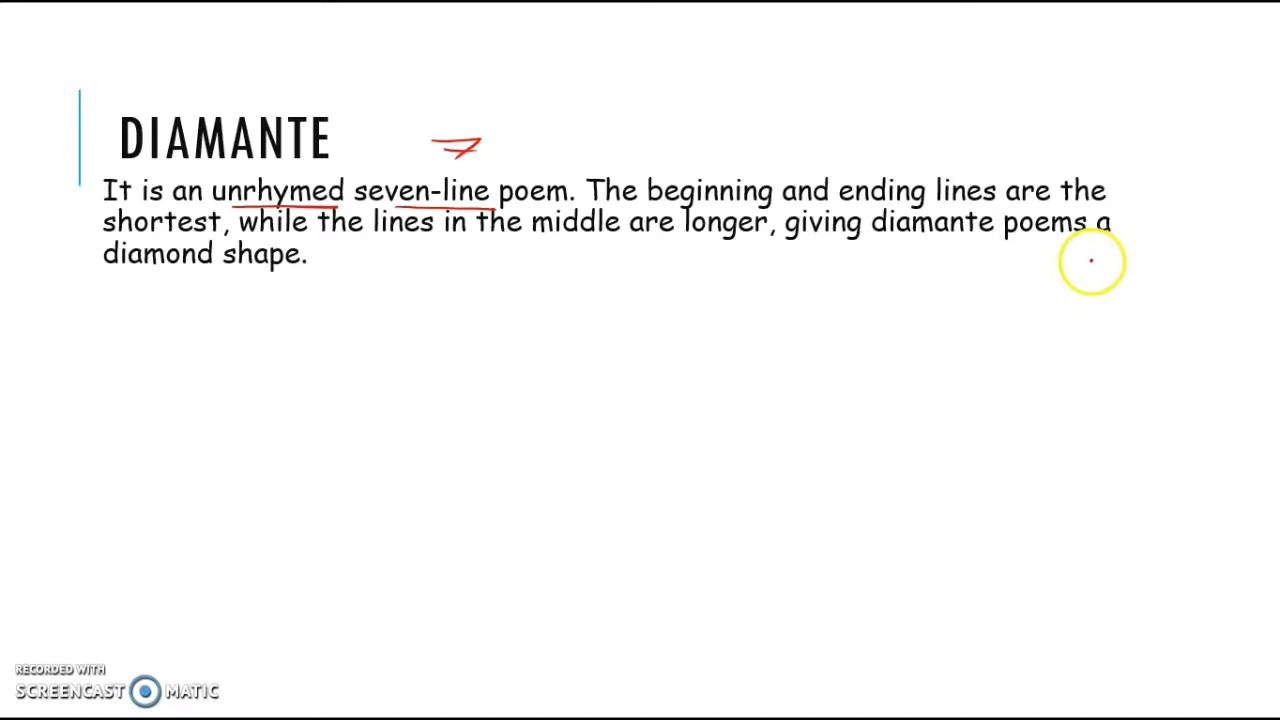 DIAMANTE
It is an unrhymed seven-line poem. The beginning and ending lines are the
shortest, while the lines in the middle are longer, giving diamante poems a
diamond shape.
RECORDED WITH
SCREENCAST MATIC